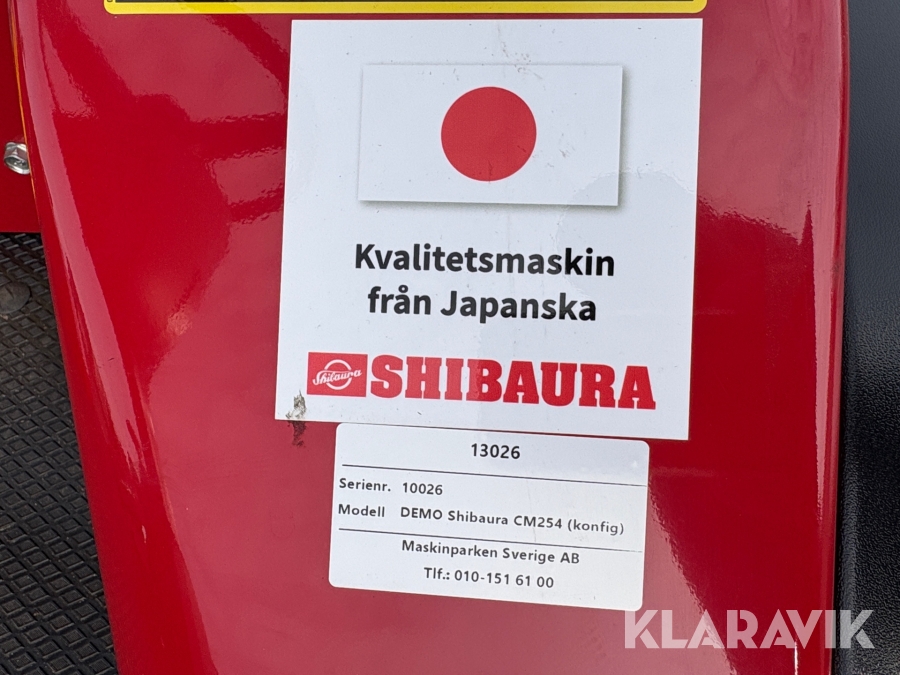 Kvalitetsmaskin
från Japanska
Shibaura SHIBAURA
13026
Serienr. 10026
Modell DEMO Shibaura CM254 (konfig)
Maskinparken Sverige AB
Tlf.: 010-151 61 00
KLARAVIK